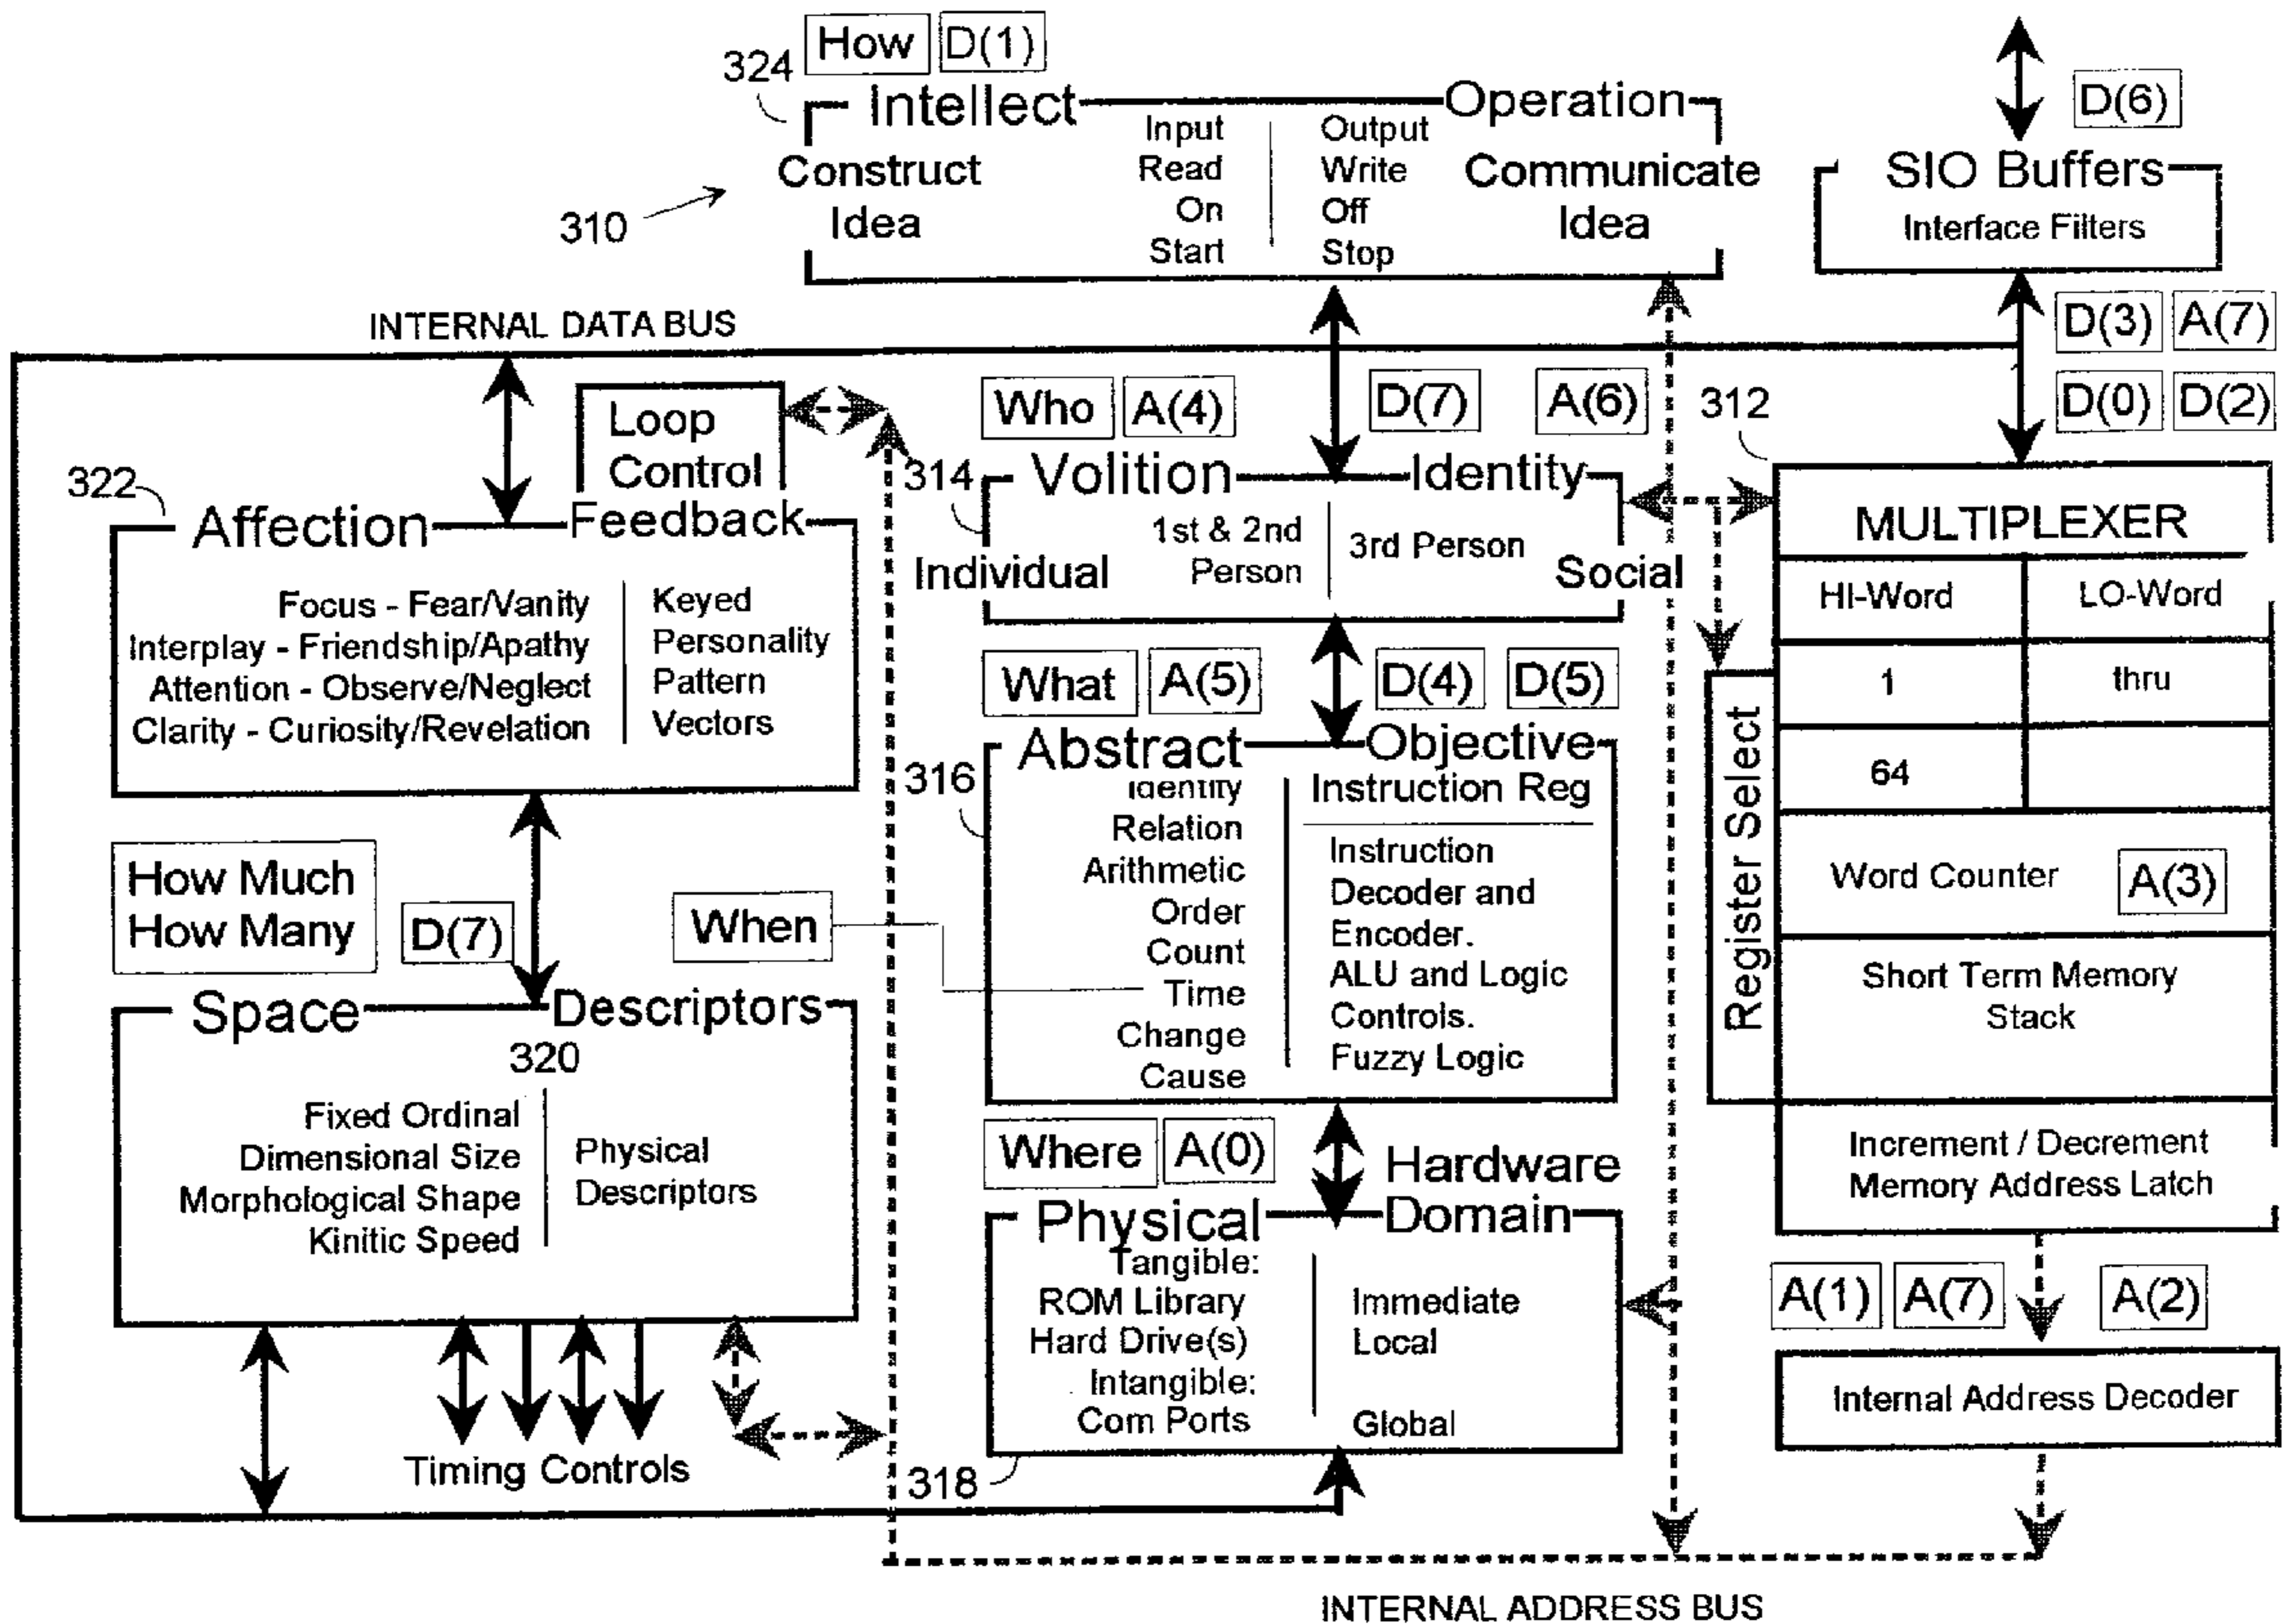 324
How D(1)
Intellect Operation
Construct
Idea
Input
Read
On
Start
Output
Write
Off
Stop
Communicate
Idea
310
D(6)
SIO Buffers
Interface Filters
INTERNAL DATA BUS
D(3) A(7)
D(0) D(2)
Loop
Control
322
Affection Feedback
Focus - Fear/Vanity
Interplay - Friendship/Apathy
Attention - Observe/Neglect
Clarity - Curiosity/Revelation
Keyed
Personality
Pattern
Vectors
Who A(4) D(7) A(6)
314
Volition Identity
Individual
1st & 2nd
Person
3rd Person
Social
312
MULTIPLEXER
HI-Word LO-Word
1 thru
64
Register Select
Word Counter A(3)
Short Term Memory
Stack
Increment / Decrement
Memory Address Latch
What A(5) D(4) D(5)
316
Abstract Objective
Identity
Relation
Arithmetic
Order
Count
Time
Change
Cause
Instruction Reg
Instruction
Decoder and
Encoder.
ALU and Logic
Controls.
Fuzzy Logic
How Much
How Many
D(7)
When
Space Descriptors
320
Fixed Ordinal
Dimensional Size
Morphological Shape
Kinitic Speed
Physical
Descriptors
Timing Controls
Where A(0)
Hardware
Physical Domain
Tangible:
ROM Library
Hard Drive(s)
Intangible:
Com Ports
Immediate
Local
Global
318
A(1) A(7) A(2)
Internal Address Decoder
INTERNAL ADDRESS BUS